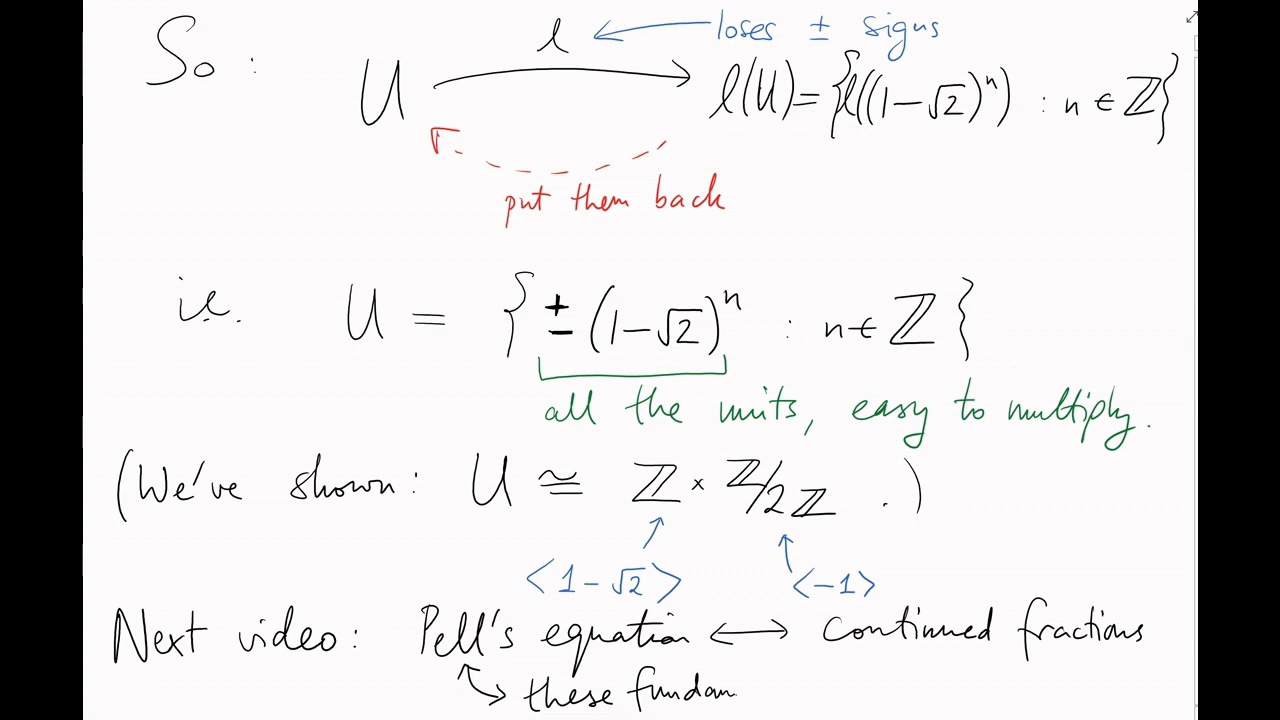 So : U l ← loses ± signs
l(U) = {l((1-√2)ⁿ) : n ∈ ℤ}
put them back
i.e. U = { ± (1-√2)ⁿ : n ∈ ℤ }
all the units, easy to multiply.
(We've shown: U ≅ ℤ × ℤ/2ℤ .)
<1-√2> <-1>
Next video: Pell's equation ↔ continued fractions
these fundam